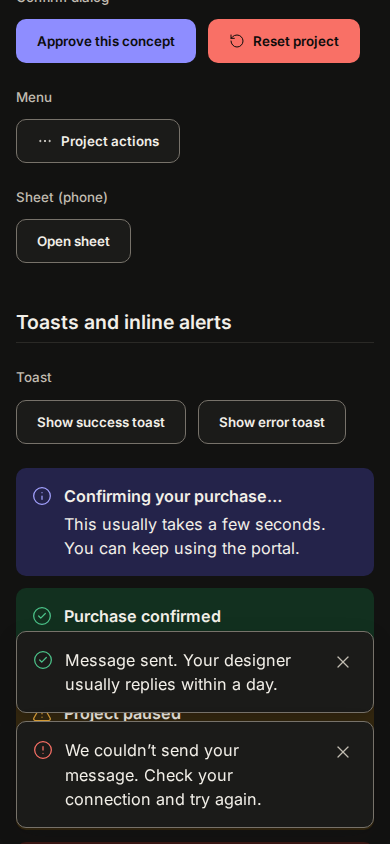 Confirm dialog
Approve this concept
Reset project
Menu
Project actions
Sheet (phone)
Open sheet
Toasts and inline alerts
Toast
Show success toast
Show error toast
Confirming your purchase…
This usually takes a few seconds.
You can keep using the portal.
Purchase confirmed
Message sent. Your designer
usually replies within a day.
Project paused
We couldn’t send your
message. Check your
connection and try again.